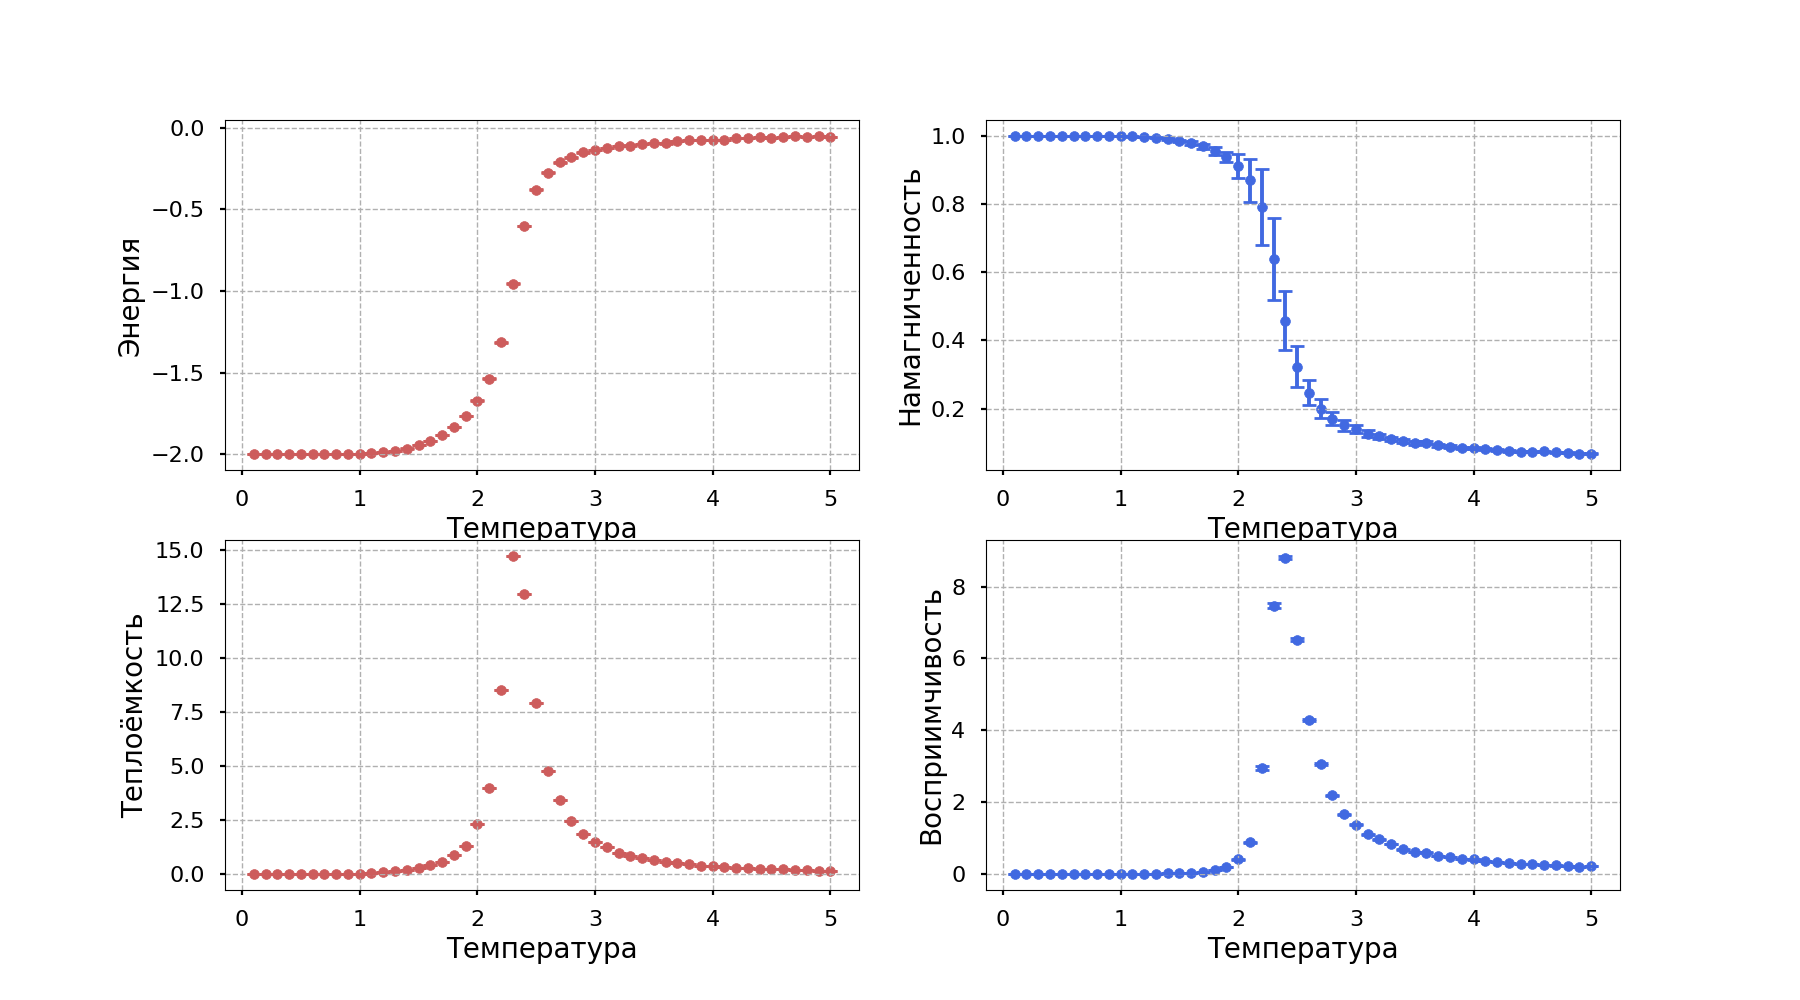 Энергия
0.0
−0.5
−1.0
−1.5
−2.0
0 1 2 3 4 5
Температура
Намагниченность
1.0
0.8
0.6
0.4
0.2
0 1 2 3 4 5
Температура
Теплоёмкость
15.0
12.5
10.0
7.5
5.0
2.5
0.0
0 1 2 3 4 5
Температура
Восприимчивость
8
6
4
2
0
0 1 2 3 4 5
Температура